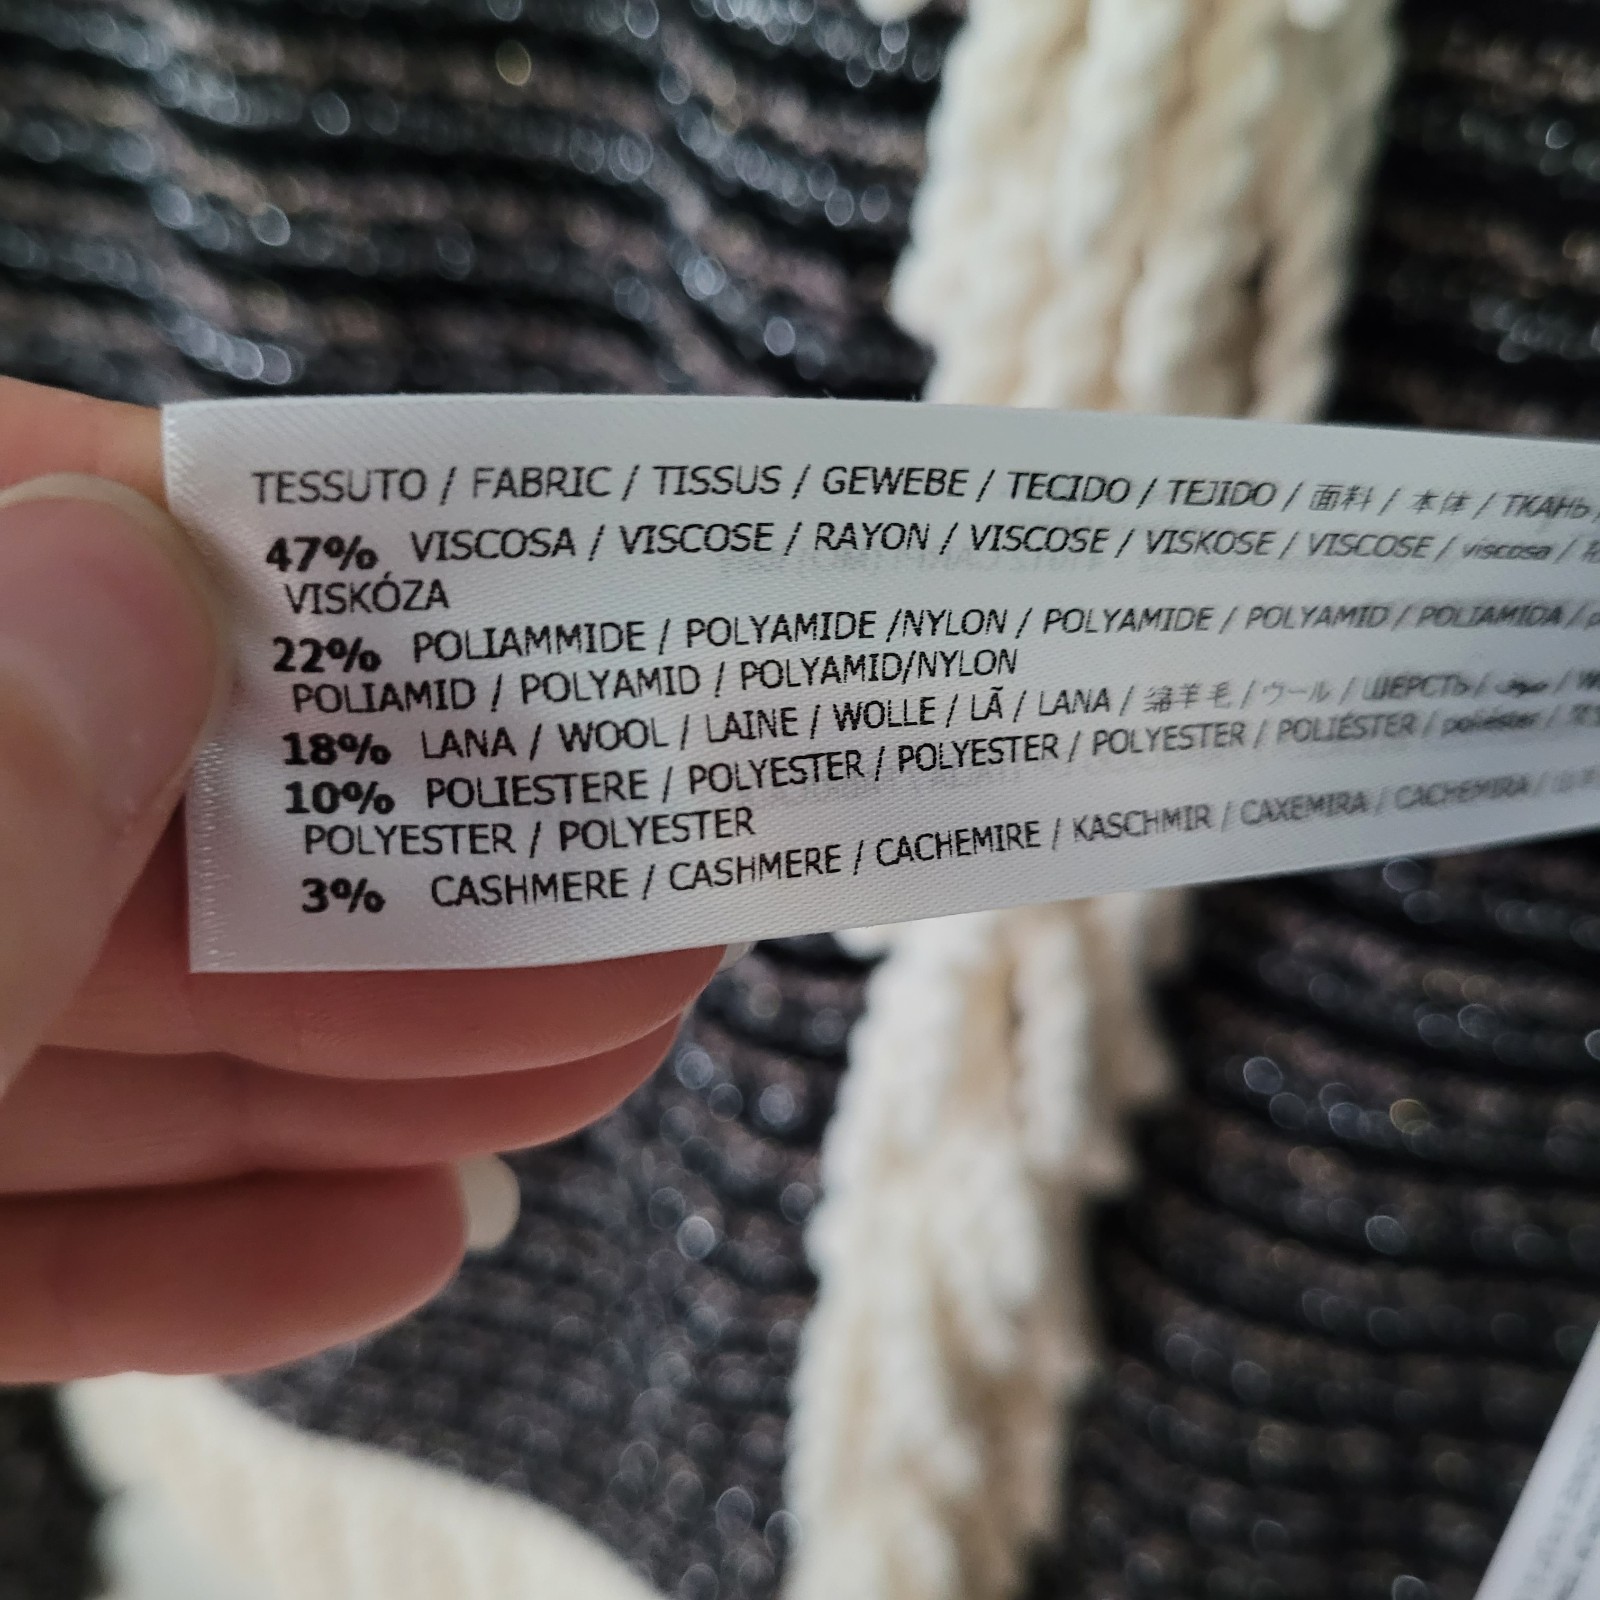 TESSUTO / FABRIC / TISSUS / GEWEBE / TECIDO / TEJIDO / 面料 / 本体 / ТКАНЬ /
47% VISCOSA / VISCOSE / RAYON / VISCOSE / VISKOSE / VISCOSE / viscosa /
VISKÓZA
22% POLIAMMIDE / POLYAMIDE /NYLON / POLYAMIDE / POLYAMID / POLIAMIDA /
POLIAMID / POLYAMID / POLYAMID/NYLON
18% LANA / WOOL / LAINE / WOLLE / LÃ / LANA / 绵羊毛 / ウール / ШЕРСТЬ / صوف /
10% POLIESTERE / POLYESTER / POLYESTER / POLYESTER / POLIÉSTER / poliéster /
POLYESTER / POLYESTER
3% CASHMERE / CASHMERE / CACHEMIRE / KASCHMIR / CAXEMIRA / CACHEMIRA /